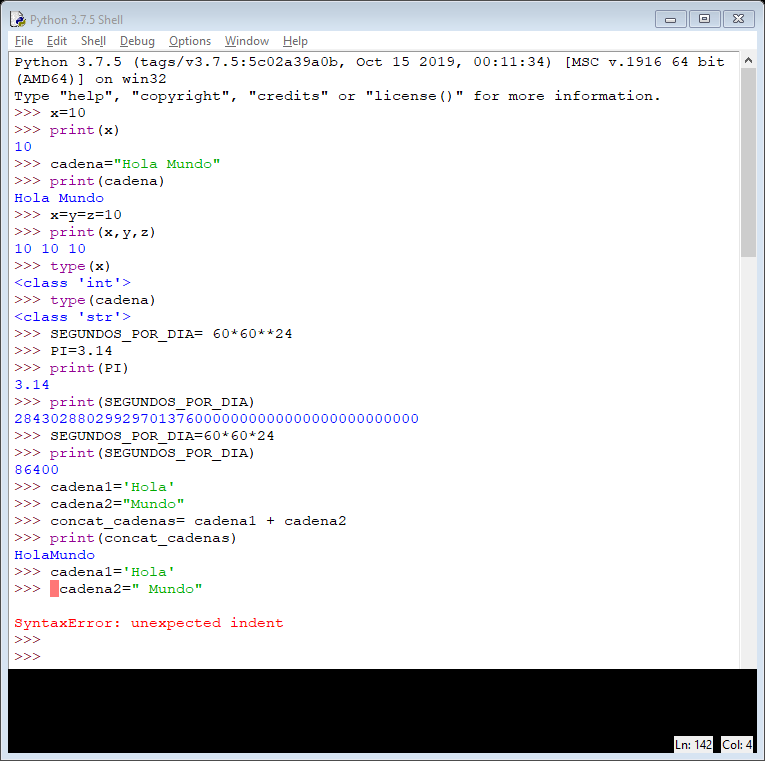 Python 3.7.5 Shell
File Edit Shell Debug Options Window Help
Python 3.7.5 (tags/v3.7.5:5c02a39a0b, Oct 15 2019, 00:11:34) [MSC v.1916 64 bit
(AMD64)] on win32
Type "help", "copyright", "credits" or "license()" for more information.
>>> x=10
>>> print(x)
10
>>> cadena="Hola Mundo"
>>> print(cadena)
Hola Mundo
>>> x=y=z=10
>>> print(x,y,z)
10 10 10
>>> type(x)
<class 'int'>
>>> type(cadena)
<class 'str'>
>>> SEGUNDOS_POR_DIA= 60*60**24
>>> PI=3.14
>>> print(PI)
3.14
>>> print(SEGUNDOS_POR_DIA)
284302880299297013760000000000000000000000000
>>> SEGUNDOS_POR_DIA=60*60*24
>>> print(SEGUNDOS_POR_DIA)
86400
>>> cadena1='Hola'
>>> cadena2="Mundo"
>>> concat_cadenas= cadena1 + cadena2
>>> print(concat_cadenas)
HolaMundo
>>> cadena1='Hola'
>>>  cadena2=" Mundo"
SyntaxError: unexpected indent
>>>
>>>
Ln: 142 Col: 4